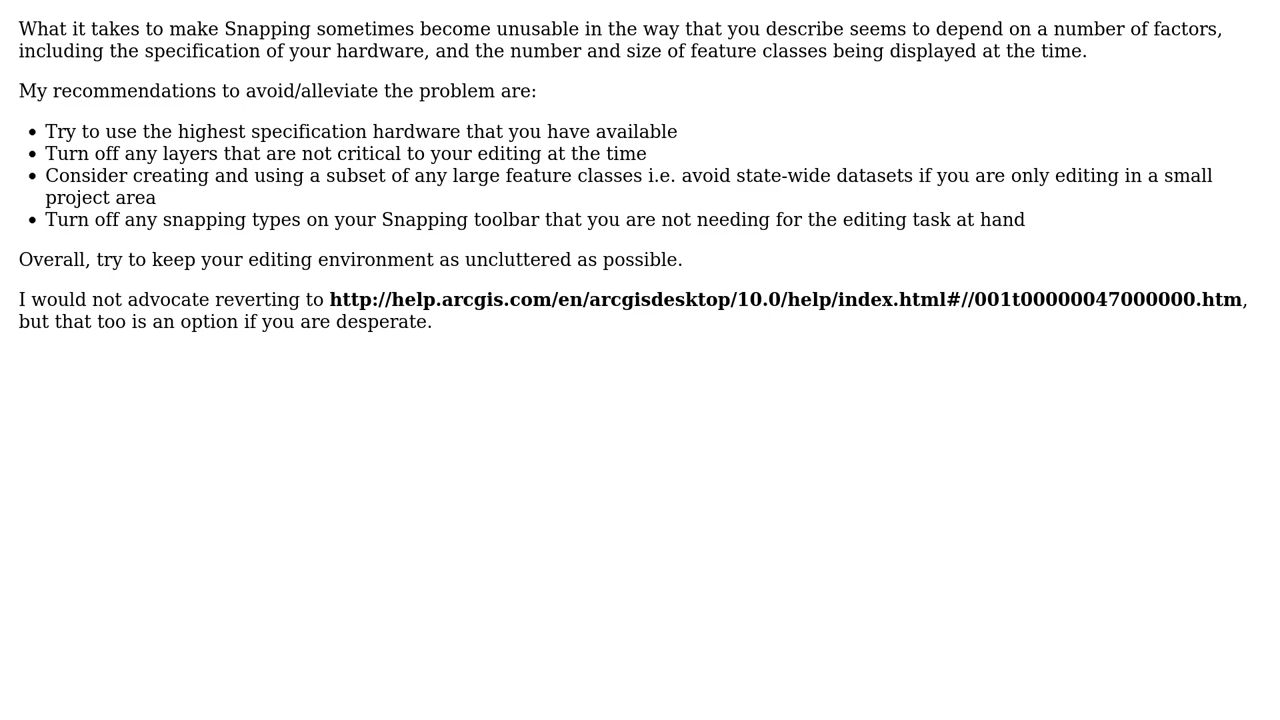 What it takes to make Snapping sometimes become unusable in the way that you describe seems to depend on a number of factors,
including the specification of your hardware, and the number and size of feature classes being displayed at the time.
My recommendations to avoid/alleviate the problem are:
• Try to use the highest specification hardware that you have available
• Turn off any layers that are not critical to your editing at the time
• Consider creating and using a subset of any large feature classes i.e. avoid state-wide datasets if you are only editing in a small
project area
• Turn off any snapping types on your Snapping toolbar that you are not needing for the editing task at hand
Overall, try to keep your editing environment as uncluttered as possible.
I would not advocate reverting to http://help.arcgis.com/en/arcgisdesktop/10.0/help/index.html#//001t00000047000000.htm,
but that too is an option if you are desperate.